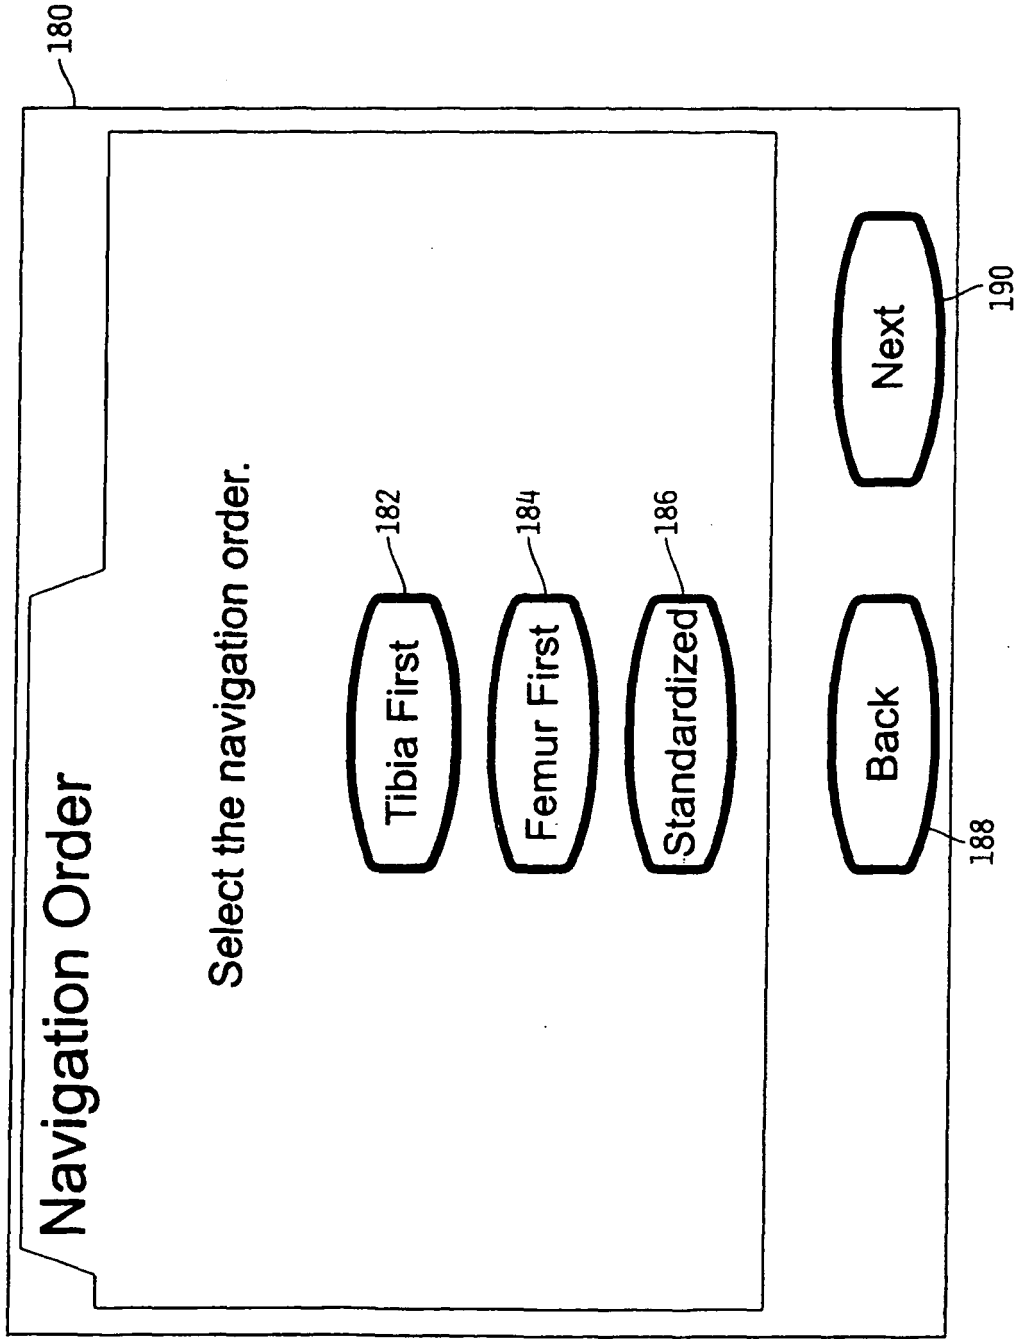 180
Navigation Order
Select the navigation order.
Tibia First
182
Femur First
184
Standardized
186
Back
188
Next
190